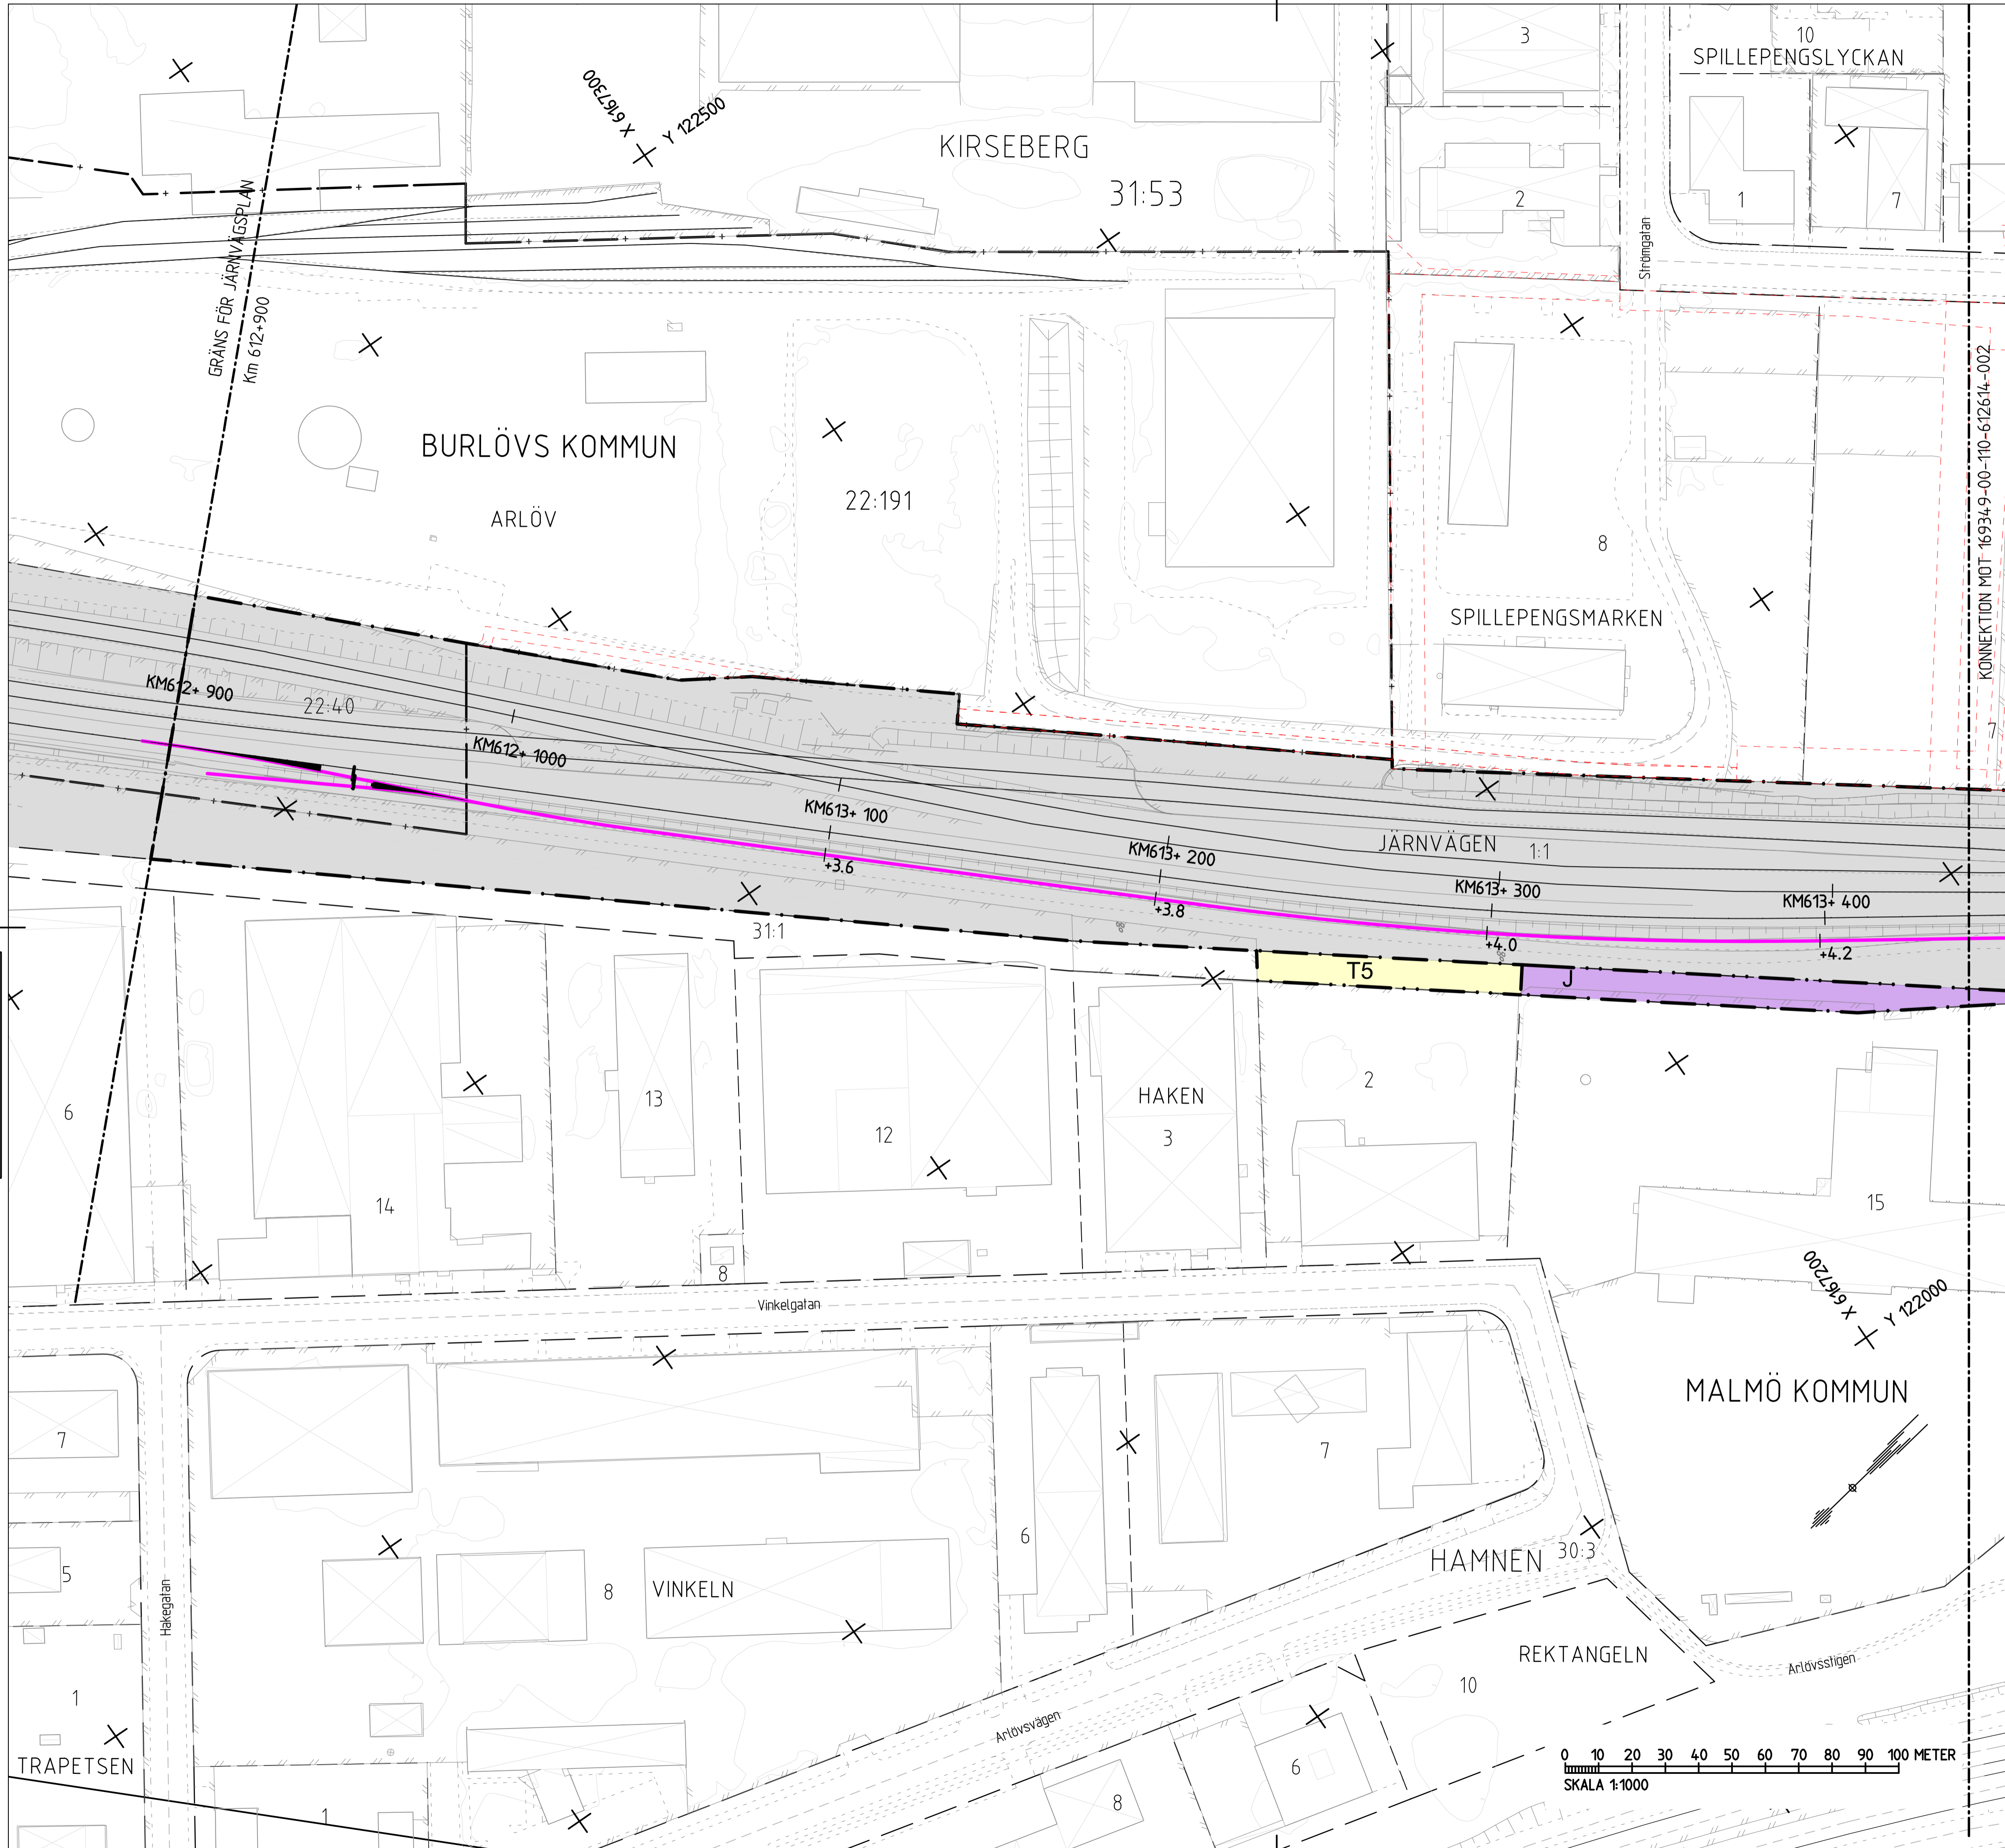 3
10
SPILLEPENGSLYCKAN
X 6167300
Y 122500
KIRSEBERG
31:53
2
1
7
GRÄNS FÖR JÄRNVÄGSPLAN
Km 612+900
Strömgatan
KONNEKTION MOT 169349-00-110-612614-002
BURLÖVS KOMMUN
ARLÖV
22:191
8
SPILLEPENGSMARKEN
7
KM612+ 900
22:40
KM612+ 1000
KM613+ 100
+3.6
KM613+ 200
+3.8
JÄRNVÄGEN
1:1
KM613+ 300
+4.0
KM613+ 400
+4.2
31:1
T5
J
6
14
13
12
HAKEN
3
2
15
8
Vinkelgatan
X 6167200
Y 122000
MALMÖ KOMMUN
7
5
Hakegatan
1
TRAPETSEN
8
VINKELN
6
7
HAMNEN
30:3
REKTANGELN
10
Arlövsstigen
Arlövsvägen
6
8
1
0 10 20 30 40 50 60 70 80 90 100 METER
SKALA 1:1000